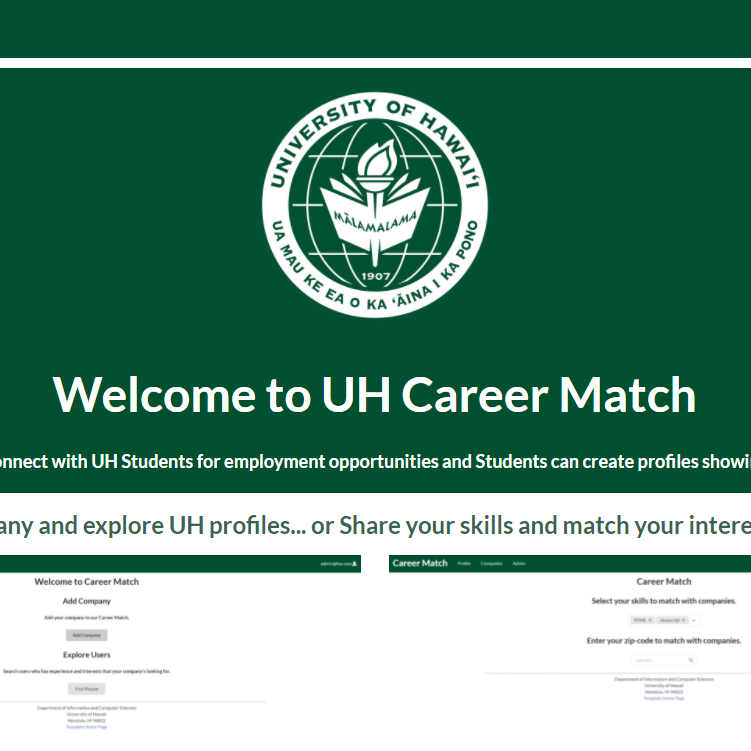 UNIVERSITY OF HAWAIʻI
MĀLAMALAMA
1907
UA MAU KE EA O KA ʻĀINA I KA PONO
Welcome to UH Career Match
onnect with UH Students for employment opportunities and Students can create profiles showi
any and explore UH profiles... or Share your skills and match your intere
admin@foo.com
Welcome to Career Match
Add Company
Add your company to our Career Match.
Add Company
Explore Users
Search users who has experience and interests that your company's looking for.
Find People
Department of Information and Computer Sciences
University of Hawaii
Honolulu, HI 96822
Template Home Page
Career Match Profile Companies Admin
Career Match
Select your skills to match with companies.
HTML × Javascript ×
Enter your zip-code to match with companies.
Department of Information and Computer Sciences
University of Hawaii
Honolulu, HI 96822
Template Home Page